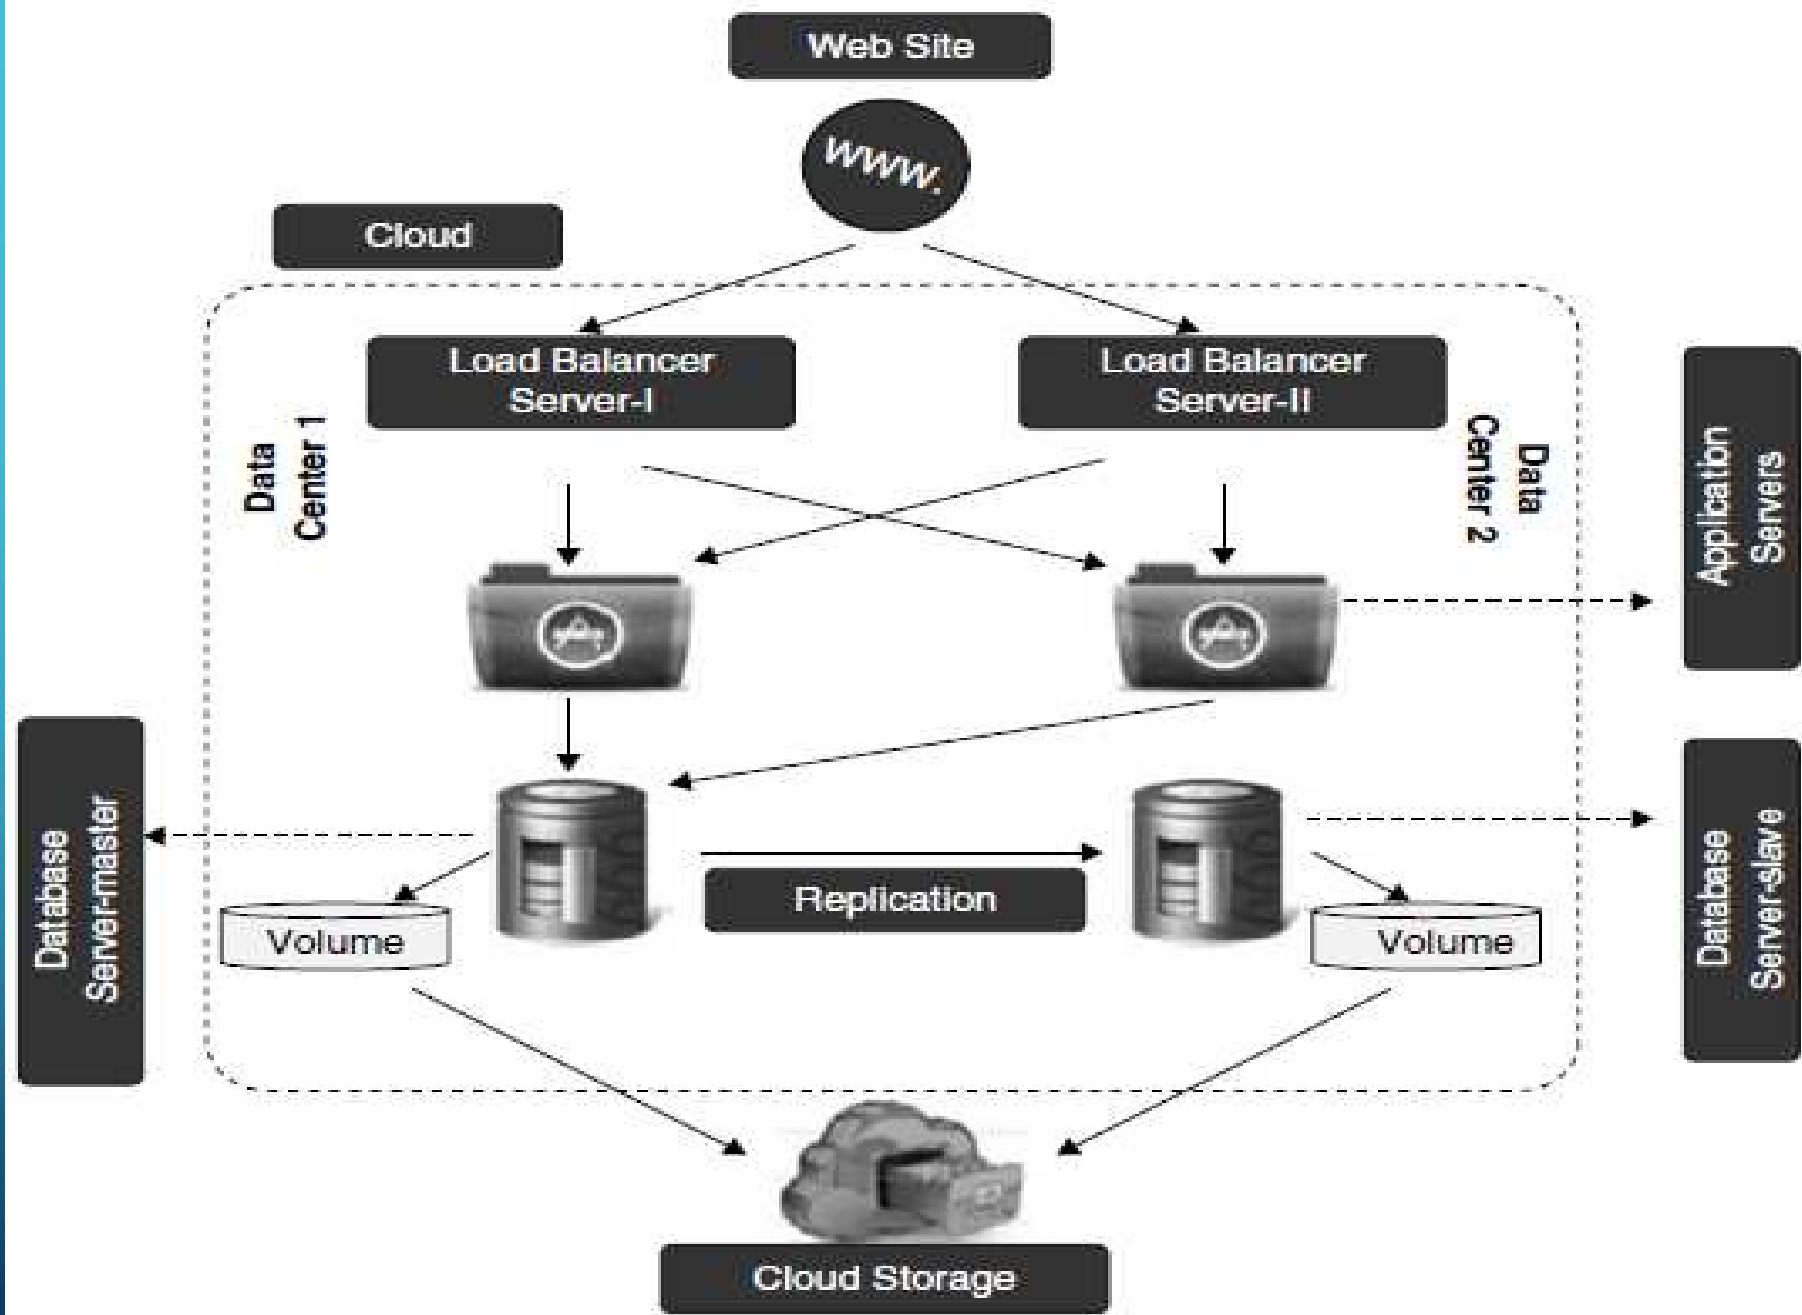 Web Site
www.
Cloud
Load Balancer
Server-I
Load Balancer
Server-II
Data
Center 1
Data
Center 2
Application
Servers
Database
Server-master
Replication
Volume
Volume
Database
Server-slave
Cloud Storage